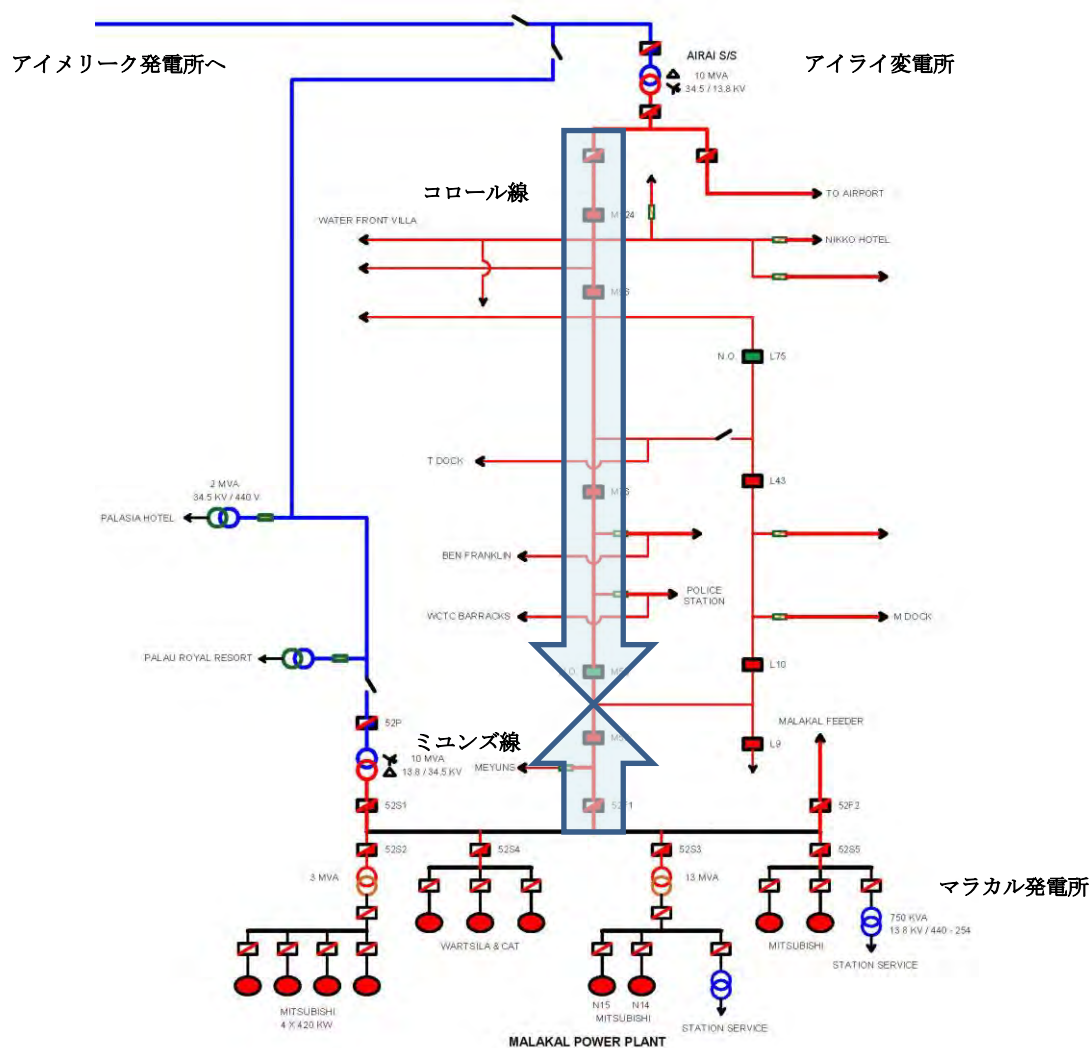 アイメリーク発電所へ
AIRAI S/S
アイライ変電所
10 MVA
34.5 / 13.8 KV
コロール線
TO AIRPORT
WATER FRONT VILLA
NIKKO HOTEL
N.O.
L75
T DOCK
L43
2 MVA
34.5 KV / 440 V
PALASIA HOTEL
BEN FRANKLIN
POLICE
STATION
WCTC BARRACKS
M DOCK
PALAU ROYAL RESORT
L10
52P
ミユンズ線
MALAKAL FEEDER
L9
10 MVA
13.8 / 34.5 KV
MEYUNS
52S1
52F2
52S2
52S4
52S3
52S5
3 MVA
13 MVA
マラカル発電所
WARTSILA & CAT
MITSUBISHI
750 KVA
13.8 KV / 440 - 254
STATION SERVICE
N15
N14
MITSUBISHI
4 X 420 KW
MITSUBISHI
STATION SERVICE
MALAKAL POWER PLANT